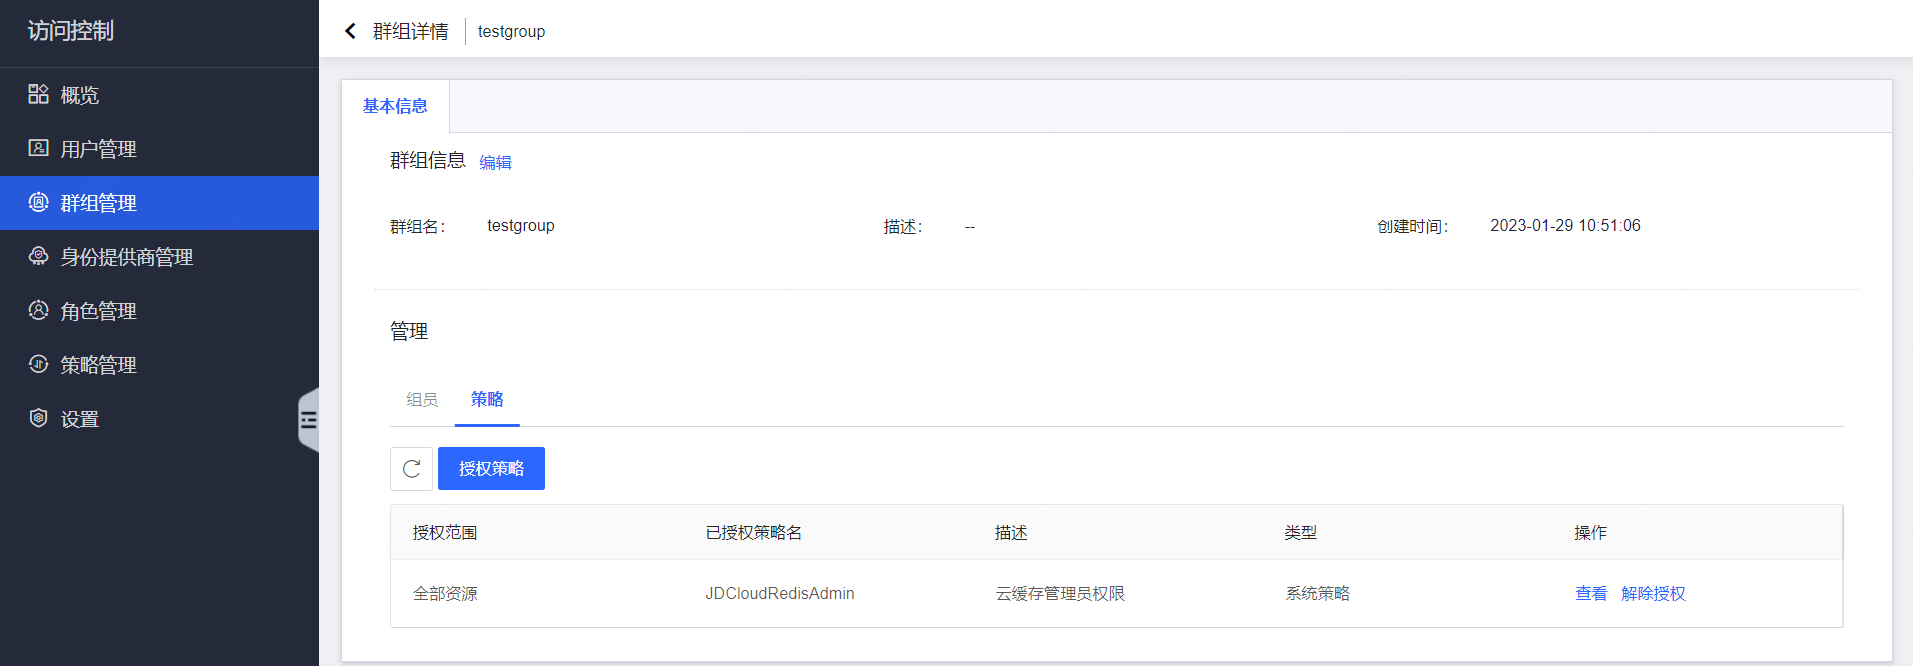 访问控制
概览
用户管理
群组管理
身份提供商管理
角色管理
策略管理
设置
群组详情 testgroup
基本信息
群组信息 编辑
群组名： testgroup 描述： -- 创建时间： 2023-01-29 10:51:06
管理
组员 策略
授权策略
授权范围 已授权策略名 描述 类型 操作
全部资源 JDCloudRedisAdmin 云缓存管理员权限 系统策略 查看 解除授权